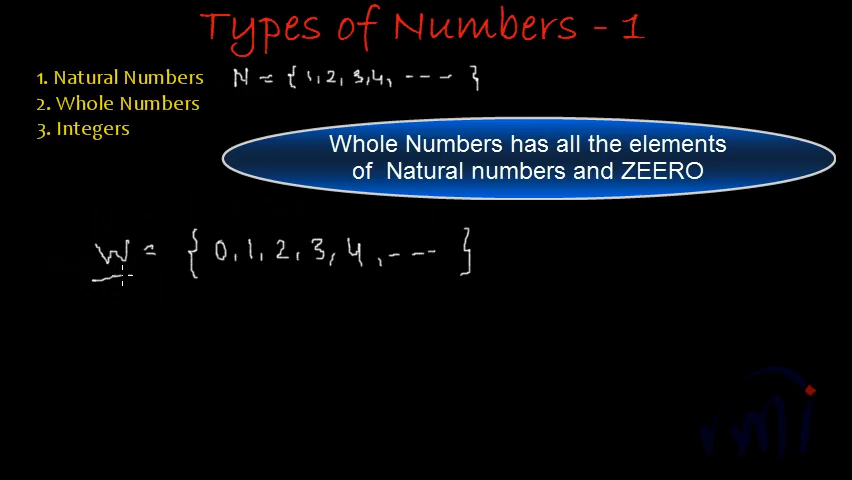 Types of Numbers - 1
1. Natural Numbers N = { 1, 2, 3, 4, --- }
2. Whole Numbers
3. Integers
Whole Numbers has all the elements
of Natural numbers and ZEERO
W = { 0, 1, 2, 3, 4, --- }
vmi